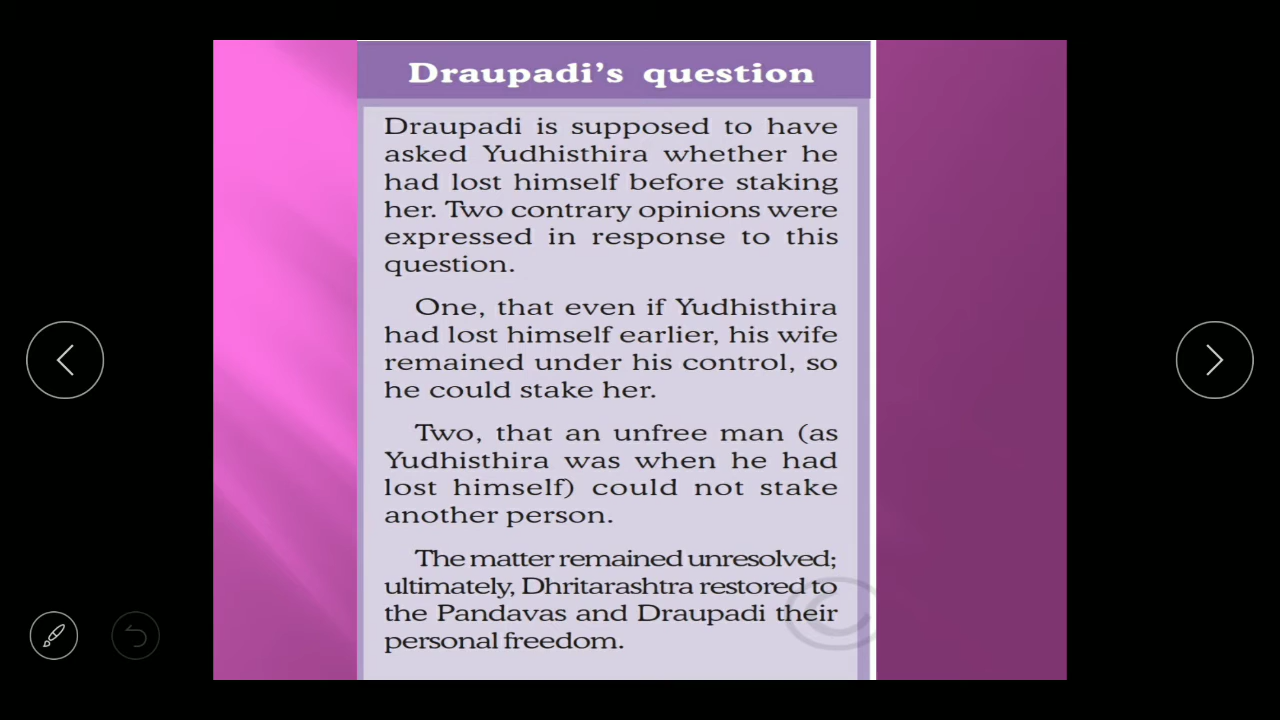 Draupadi's question
Draupadi is supposed to have
asked Yudhisthira whether he
had lost himself before staking
her. Two contrary opinions were
expressed in response to this
question.
One, that even if Yudhisthira
had lost himself earlier, his wife
remained under his control, so
he could stake her.
Two, that an unfree man (as
Yudhisthira was when he had
lost himself) could not stake
another person.
The matter remained unresolved;
ultimately, Dhritarashtra restored to
the Pandavas and Draupadi their
personal freedom.